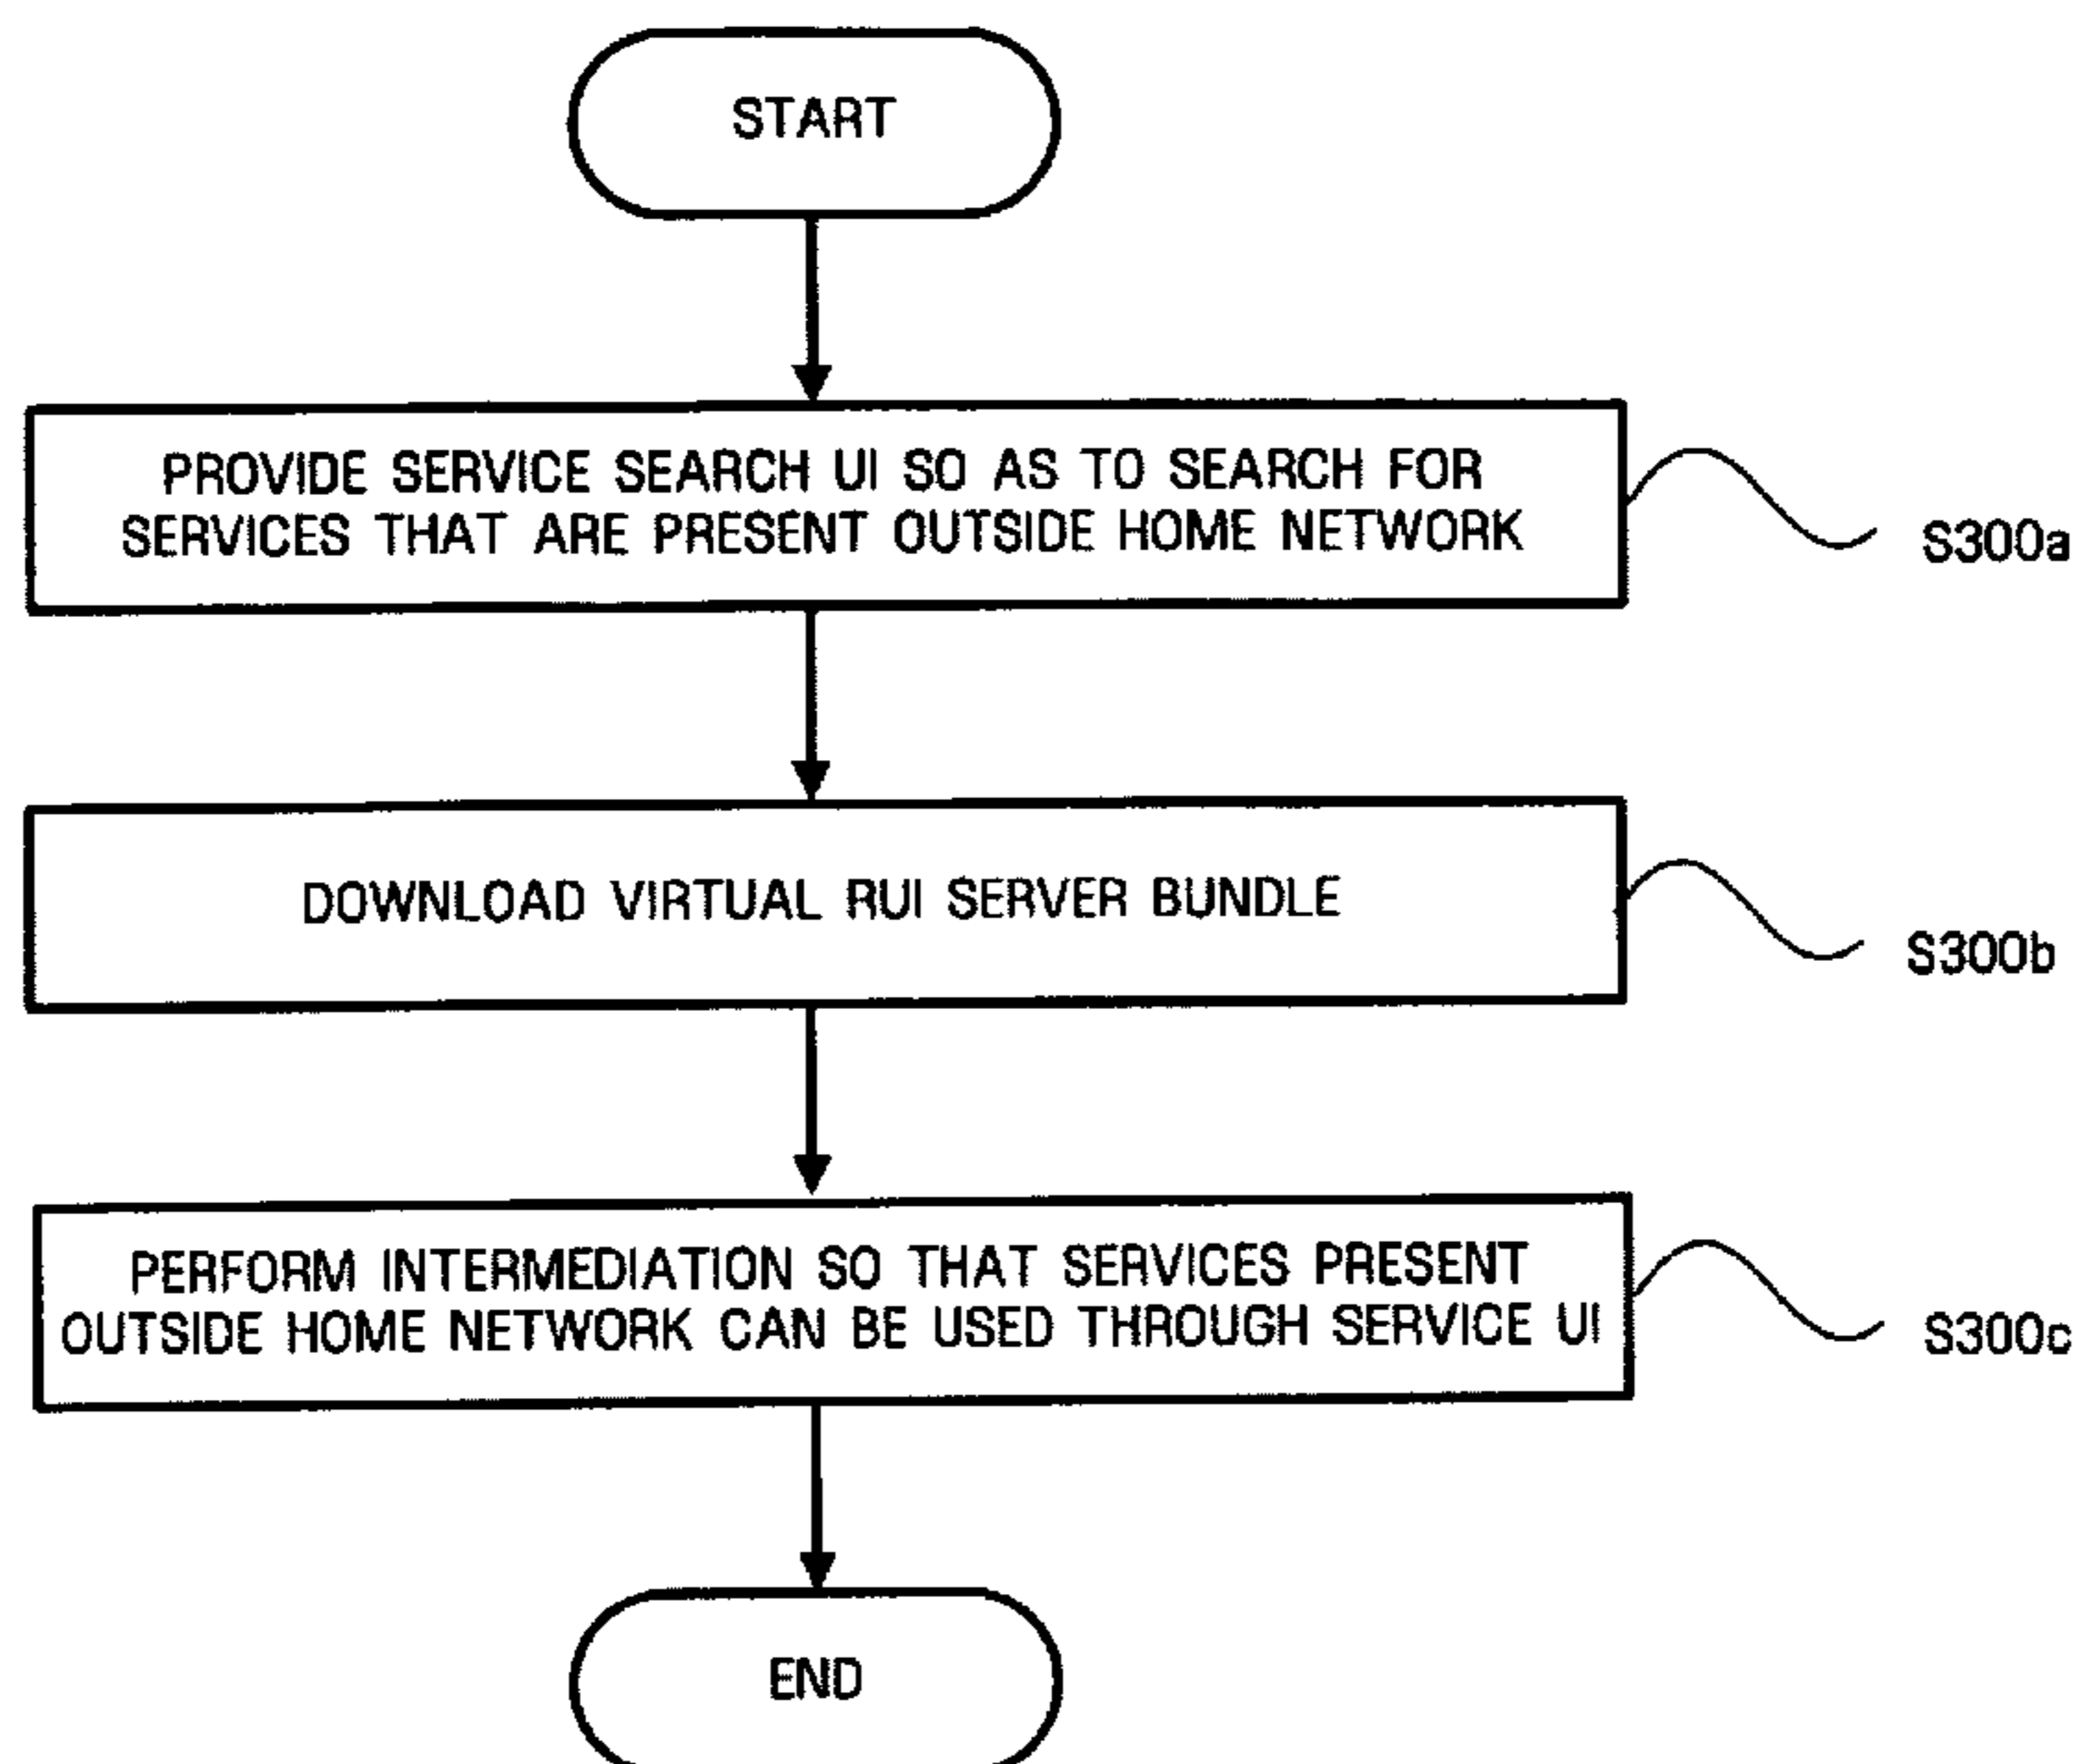 START
PROVIDE SERVICE SEARCH UI SO AS TO SEARCH FOR
SERVICES THAT ARE PRESENT OUTSIDE HOME NETWORK
S300a
DOWNLOAD VIRTUAL RUI SERVER BUNDLE
S300b
PERFORM INTERMEDIATION SO THAT SERVICES PRESENT
OUTSIDE HOME NETWORK CAN BE USED THROUGH SERVICE UI
S300c
END